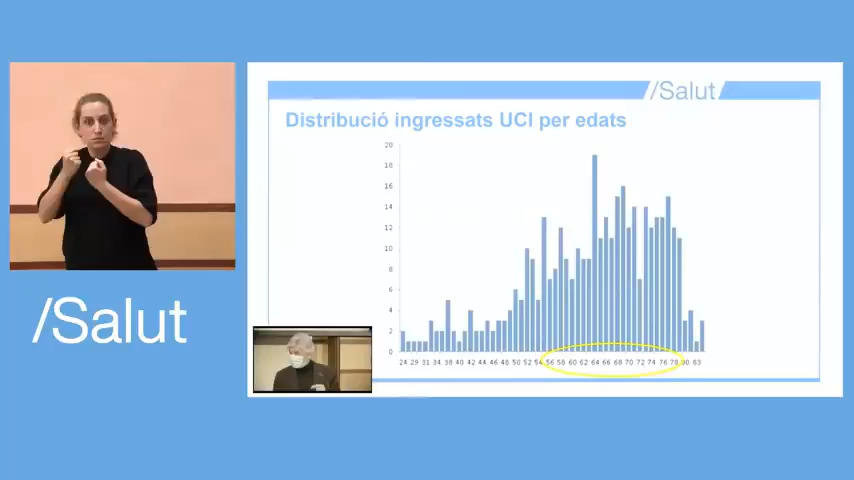 /Salut
Distribució ingressats UCI per edats
20
18
16
14
12
10
8
6
4
2
0
24 29 31 34 36 38 40 42 44 46 48 50 52 54 56 58 60 62 64 66 68 70 72 74 76 78 80 83
/Salut